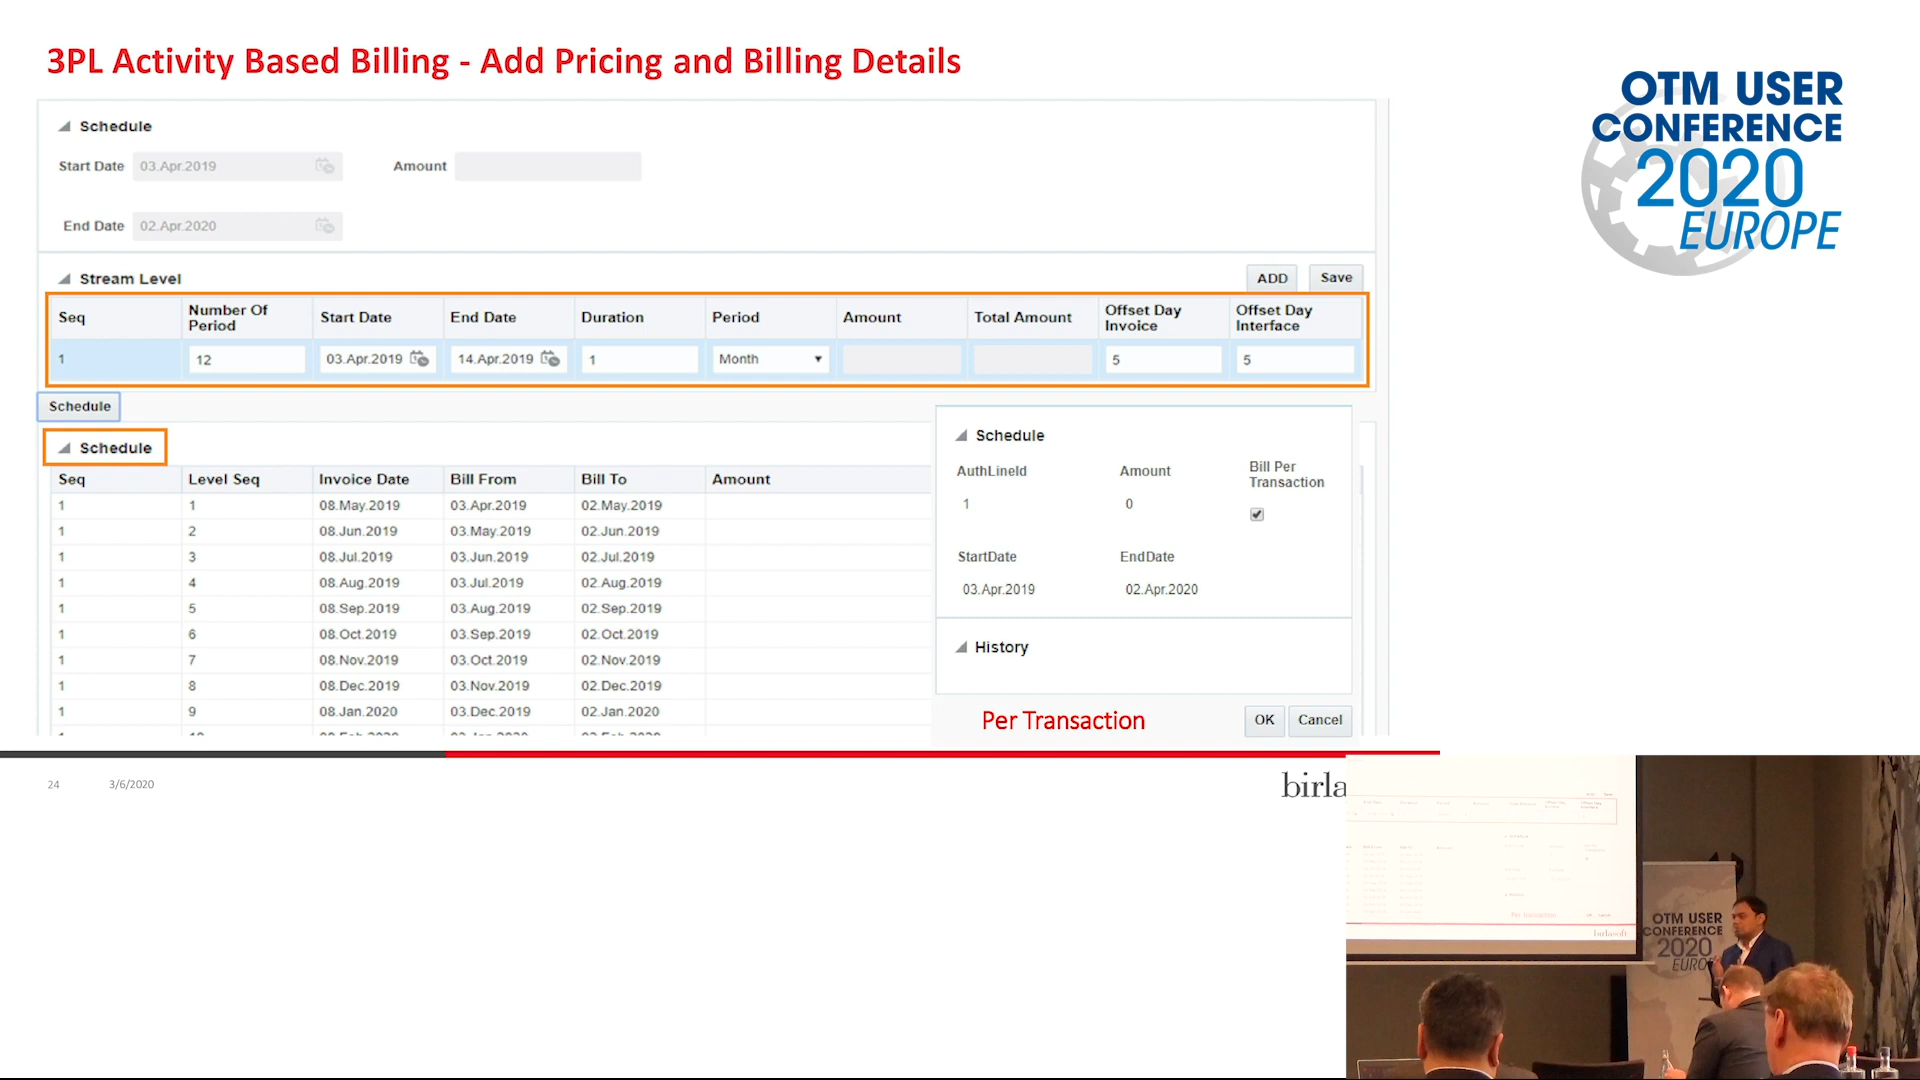 3PL Activity Based Billing - Add Pricing and Billing Details
OTM USER
CONFERENCE
2020
EUROPE
Schedule
Start Date 03.Apr.2019 Amount
End Date 02.Apr.2020
Stream Level ADD Save
Seq Number Of Period Start Date End Date Duration Period Amount Total Amount Offset Day Invoice Offset Day Interface
1 12 03.Apr.2019 14.Apr.2019 1 Month 5 5
Schedule
Schedule
Seq Level Seq Invoice Date Bill From Bill To Amount
1 1 08.May.2019 03.Apr.2019 02.May.2019
1 2 08.Jun.2019 03.May.2019 02.Jun.2019
1 3 08.Jul.2019 03.Jun.2019 02.Jul.2019
1 4 08.Aug.2019 03.Jul.2019 02.Aug.2019
1 5 08.Sep.2019 03.Aug.2019 02.Sep.2019
1 6 08.Oct.2019 03.Sep.2019 02.Oct.2019
1 7 08.Nov.2019 03.Oct.2019 02.Nov.2019
1 8 08.Dec.2019 03.Nov.2019 02.Dec.2019
1 9 08.Jan.2020 03.Dec.2019 02.Jan.2020
Schedule
AuthLineId Amount Bill Per Transaction
1 0
StartDate EndDate
03.Apr.2019 02.Apr.2020
History
Per Transaction OK Cancel
24 3/6/2020
birla
Per Transaction
birlasoft
OTM USER
CONFERENCE
2020
EURO